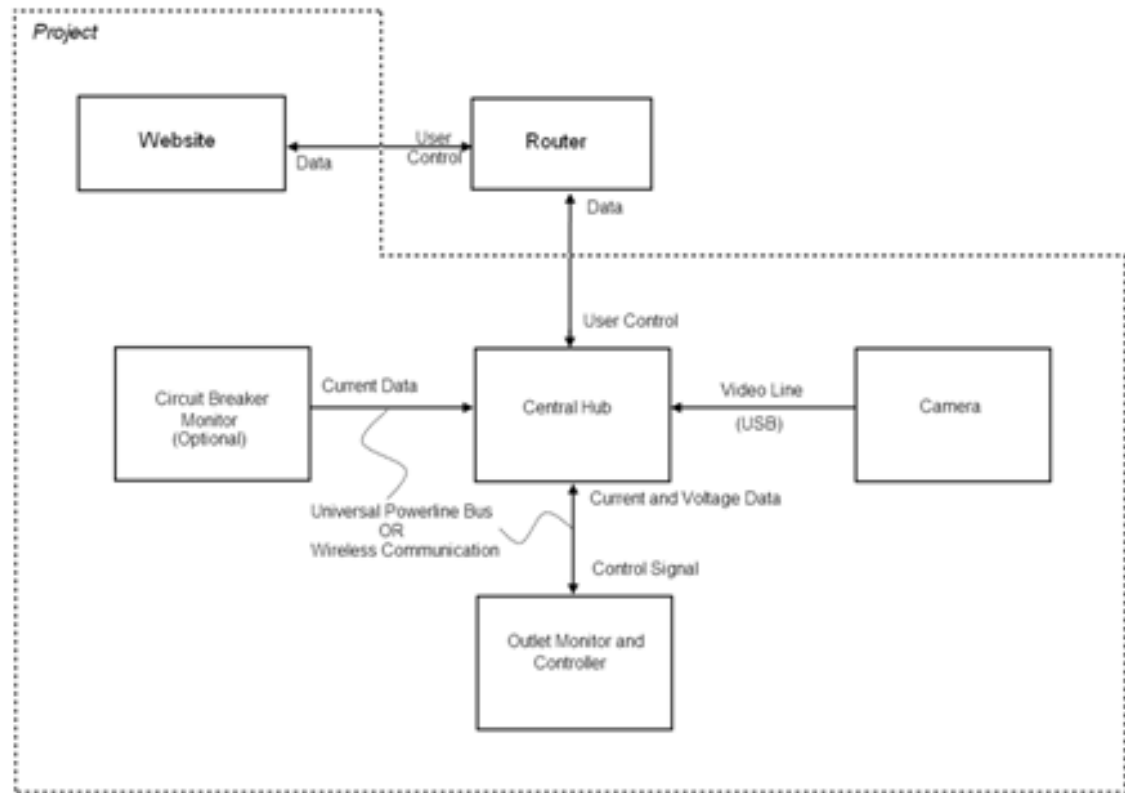 Project
Website
Router
User
Control
Data
Data
User Control
Circuit Breaker
Monitor
(Optional)
Current Data
Central Hub
Video Line
(USB)
Camera
Universal Powerline Bus
OR
Wireless Communication
Current and Voltage Data
Control Signal
Outlet Monitor and
Controller